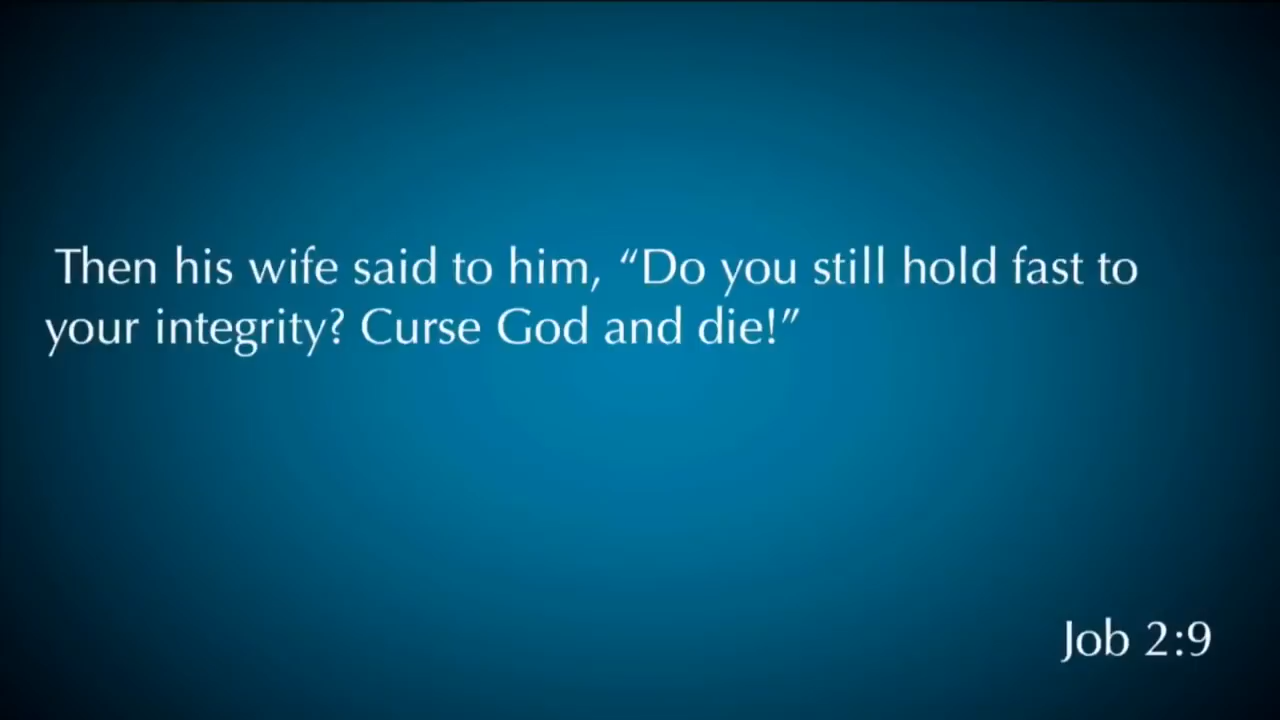 Then his wife said to him, “Do you still hold fast to
your integrity? Curse God and die!”
Job 2:9